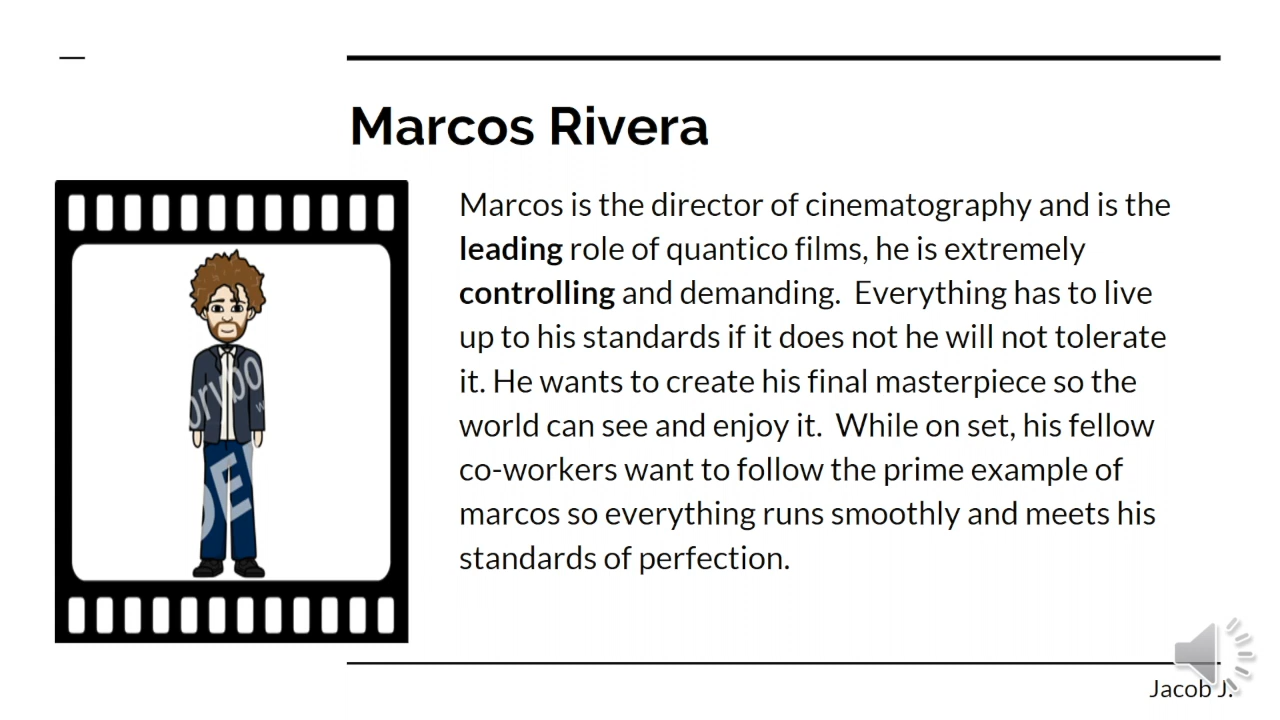 Marcos Rivera
Marcos is the director of cinematography and is the
leading role of quantico films, he is extremely
controlling and demanding.  Everything has to live
up to his standards if it does not he will not tolerate
it. He wants to create his final masterpiece so the
world can see and enjoy it.  While on set, his fellow
co-workers want to follow the prime example of
marcos so everything runs smoothly and meets his
standards of perfection.
Jacob J.